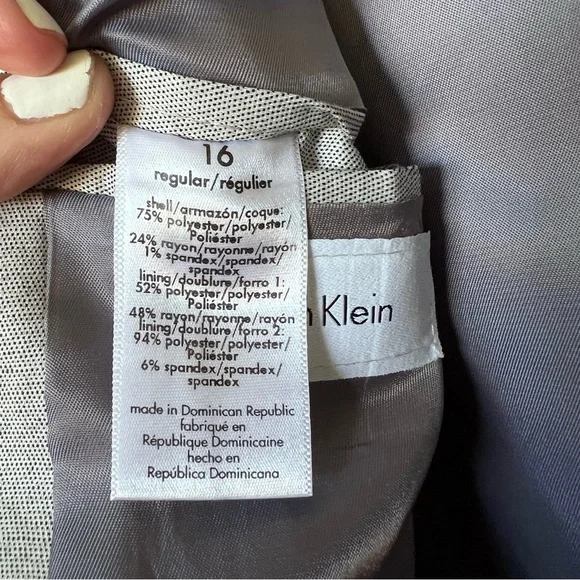 16
regular/régulier
shell/armazón/coque:
75% polyester/polyester/
Poliéster
24% rayon/rayonne/rayón
1% spandex/spandex/
spandex
lining/doublure/forro 1:
52% polyester/polyester/
Poliéster
48% rayon/rayonne/rayón
lining/doublure/forro 2:
94% polyester/polyester/
Poliéster
6% spandex/spandex/
spandex
made in Dominican Republic
fabriqué en
République Dominicaine
hecho en
República Dominicana
n Klein